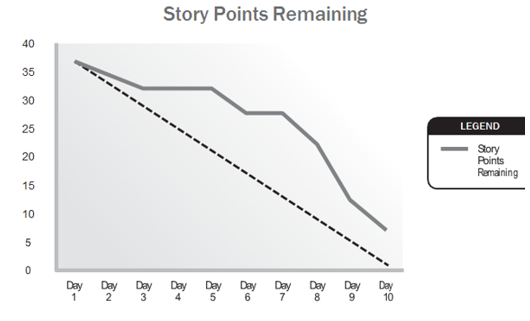 Story Points Remaining
40
35
30
25
20
15
10
5
0
Day 1
Day 2
Day 3
Day 4
Day 5
Day 6
Day 7
Day 8
Day 9
Day 10
LEGEND
Story
Points
Remaining